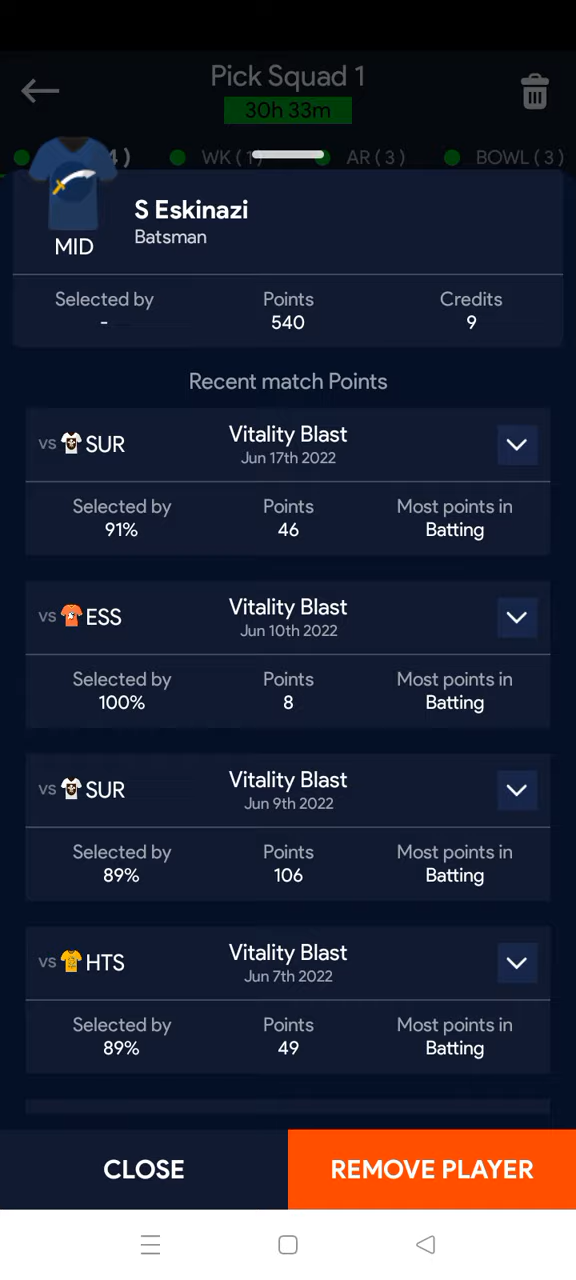 Pick Squad 1
30h 33m
4 ) WK ( 1 AR ( 3 ) BOWL ( 3 )
S Eskinazi
Batsman
MID
Selected by Points Credits
- 540 9
Recent match Points
vs SUR Vitality Blast
Jun 17th 2022
Selected by Points Most points in
91% 46 Batting
vs ESS Vitality Blast
Jun 10th 2022
Selected by Points Most points in
100% 8 Batting
vs SUR Vitality Blast
Jun 9th 2022
Selected by Points Most points in
89% 106 Batting
vs HTS Vitality Blast
Jun 7th 2022
Selected by Points Most points in
89% 49 Batting
CLOSE REMOVE PLAYER